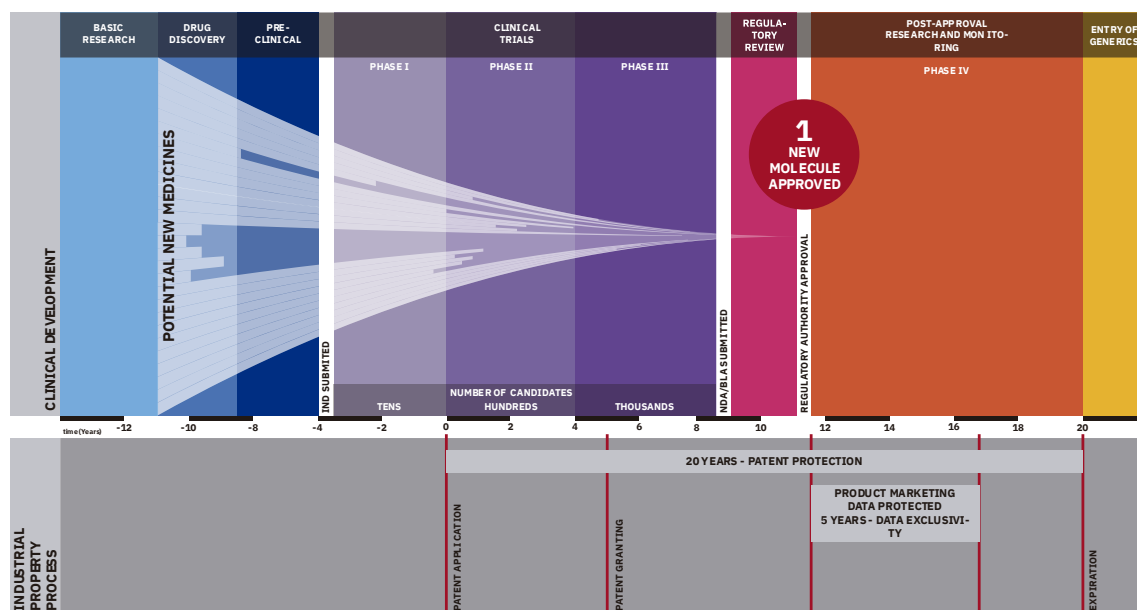 BASIC
RESEARCH
DRUG
DISCOVERY
PRE-
CLINICAL
CLINICAL
TRIALS
REGULA-
TORY
REVIEW
POST-APPROVAL
RESEARCH AND MONITO-
RING
ENTRY OF
GENERICS
PHASE I
PHASE II
PHASE III
PHASE IV
1
NEW
MOLECULE
APPROVED
CLINICAL DEVELOPMENT
POTENTIAL NEW MEDICINES
IND SUBMITED
NDA/BLA SUBMITTED
REGULATORY AUTHORITY APPROVAL
NUMBER OF CANDIDATES
TENS
HUNDREDS
THOUSANDS
time (Years)
-12
-10
-8
-4
-2
0
2
4
6
8
10
12
14
16
18
20
20 YEARS - PATENT PROTECTION
PRODUCT MARKETING
DATA PROTECTED
5 YEARS - DATA EXCLUSIVI-
TY
INDUSTRIAL
PROPERTY
PROCESS
PATENT APPLICATION
PATENT GRANTING
EXPIRATION